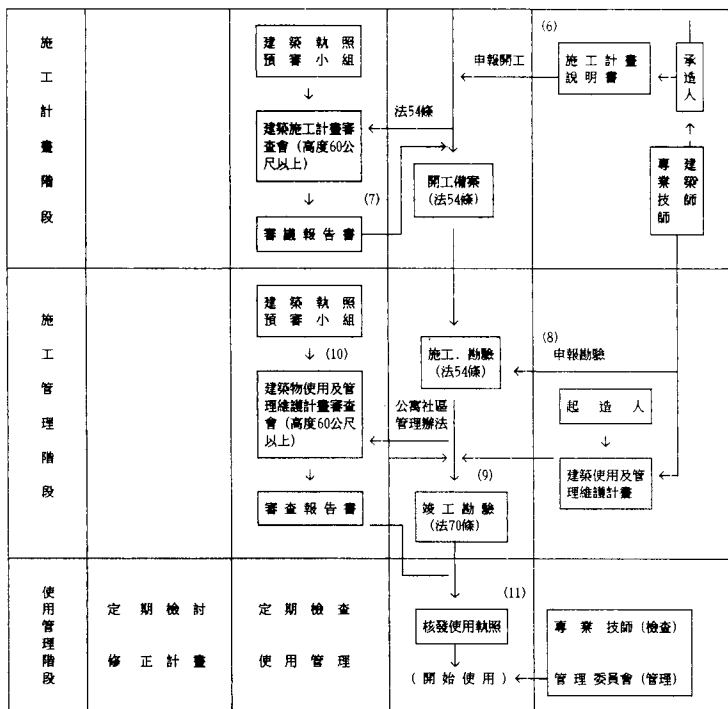 施工計畫階段
建築執照
預審小組
建築施工計畫審
查會(高度60公
尺以上)
審議報告書
(7)
法54條
申報開工
開工備案
(法54條)
(6)
施工計畫
說明書
承造人
專業技師
建築師
施工管理階段
建築執照
預審小組
(10)
建築物使用及管
理維護計畫審查
會(高度60公尺
以上)
審查報告書
施工.勘驗
(法54條)
公寓社區
管理辦法
(9)
竣工勘驗
(法70條)
(8)
申報勘驗
起造人
建築使用及管
理維護計畫
使用管理階段
定期檢討
修正計畫
定期檢查
使用管理
(11)
核發使用執照
(開始使用)
專業技師(檢查)
管理委員會(管理)